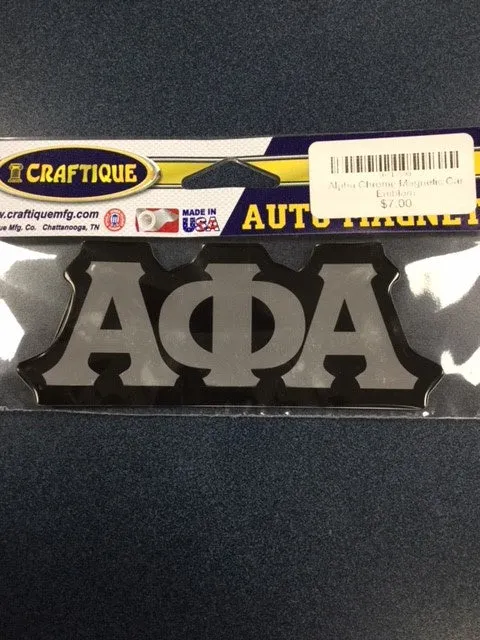 CRAFTIQUE
w.craftiquemfg.com
ue Mfg. Co. Chattanooga, TN
MADE IN
USA
AUTO MAGNET
Alpha Chrome Magnetic Car
Emblem
$7.00
ΑΦΑ